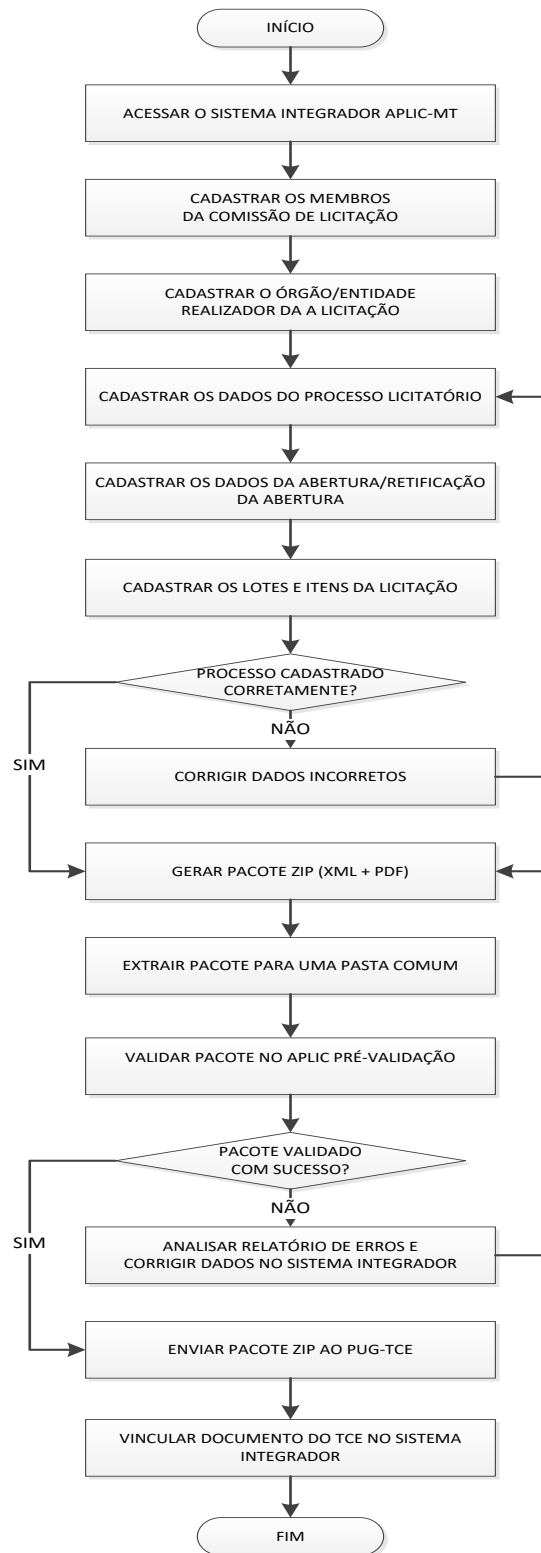 INÍCIO
ACESSAR O SISTEMA INTEGRADOR APLIC-MT
CADASTRAR OS MEMBROS
DA COMISSÃO DE LICITAÇÃO
CADASTRAR O ÓRGÃO/ENTIDADE
REALIZADOR DA A LICITAÇÃO
CADASTRAR OS DADOS DO PROCESSO LICITATÓRIO
CADASTRAR OS DADOS DA ABERTURA/RETIFICAÇÃO
DA ABERTURA
CADASTRAR OS LOTES E ITENS DA LICITAÇÃO
PROCESSO CADASTRADO
CORRETAMENTE?
NÃO
SIM
CORRIGIR DADOS INCORRETOS
GERAR PACOTE ZIP (XML + PDF)
EXTRAIR PACOTE PARA UMA PASTA COMUM
VALIDAR PACOTE NO APLIC PRÉ-VALIDAÇÃO
PACOTE VALIDADO
COM SUCESSO?
NÃO
SIM
ANALISAR RELATÓRIO DE ERROS E
CORRIGIR DADOS NO SISTEMA INTEGRADOR
ENVIAR PACOTE ZIP AO PUG-TCE
VINCULAR DOCUMENTO DO TCE NO SISTEMA
INTEGRADOR
FIM